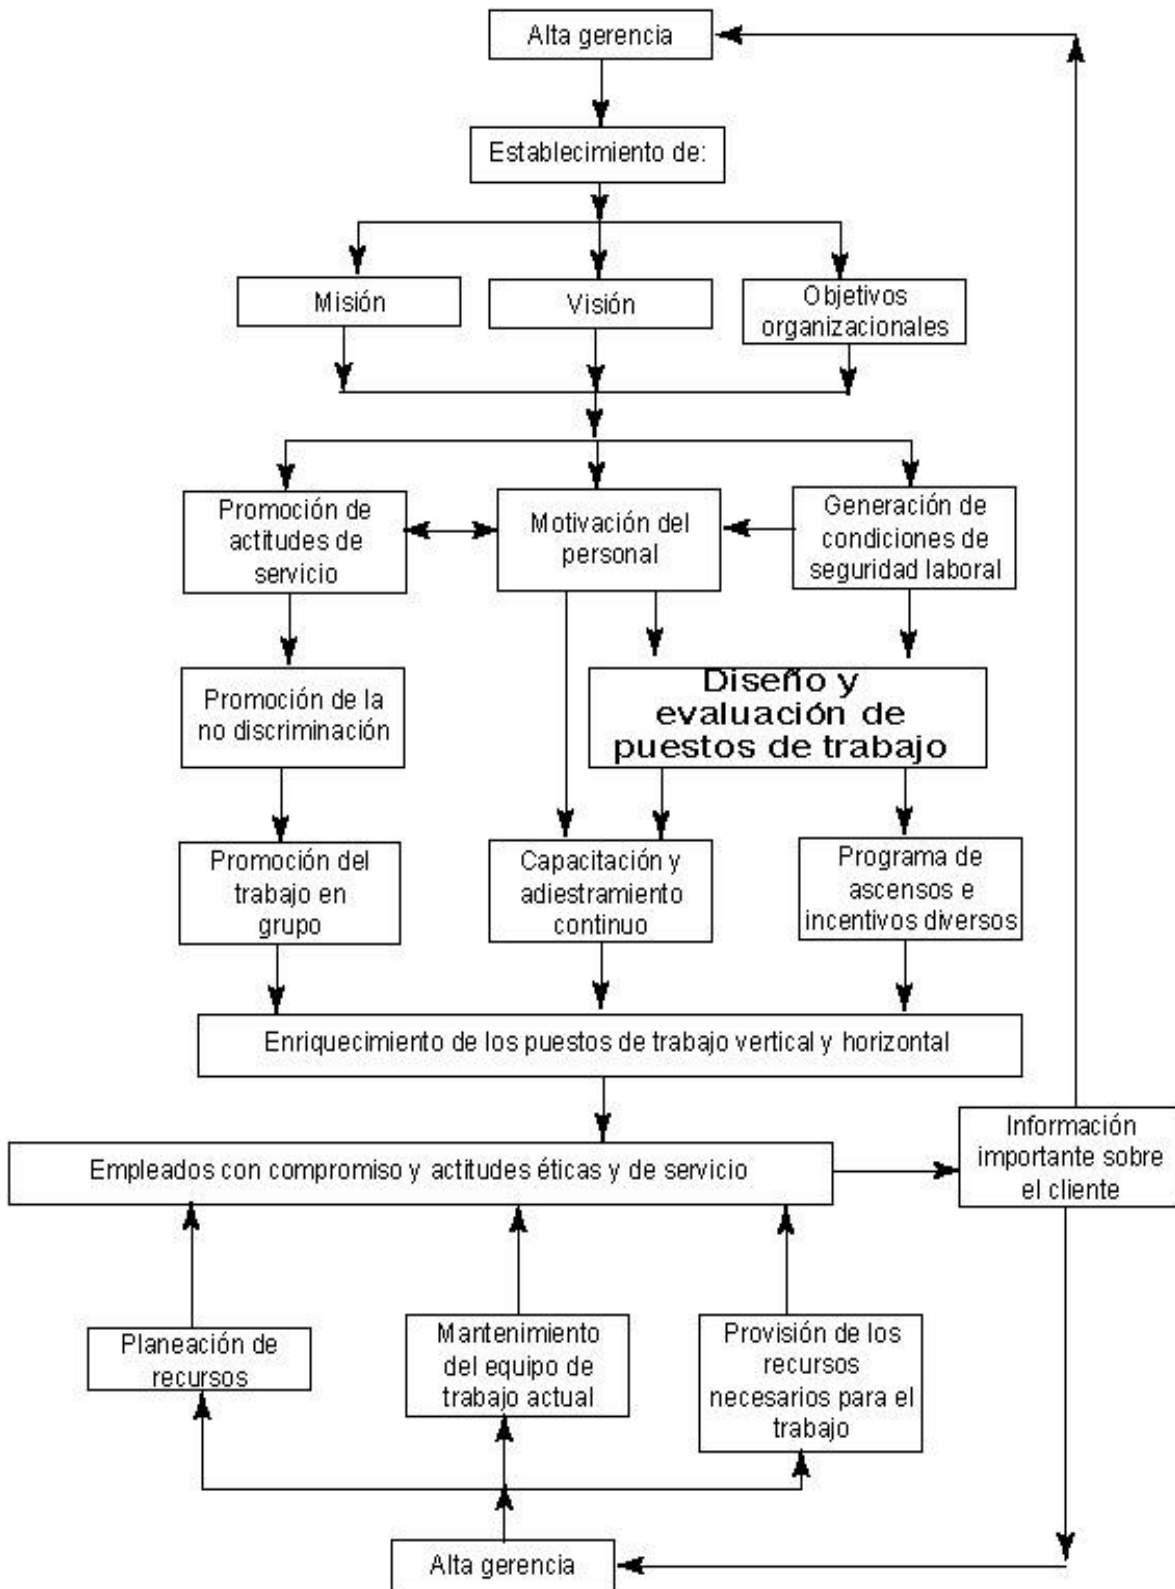 Alta gerencia
Establecimiento de:
Misión
Visión
Objetivos
organizacionales
Promoción de
actitudes de
servicio
Motivación del
personal
Generación de
condiciones de
seguridad laboral
Promoción de la
no discriminación
Diseño y
evaluación de
puestos de trabajo
Promoción del
trabajo en
grupo
Capacitación y
adiestramiento
continuo
Programa de
ascensos e
incentivos diversos
Enriquecimiento de los puestos de trabajo vertical y horizontal
Empleados con compromiso y actitudes éticas y de servicio
Información
importante sobre
el cliente
Planeación de
recursos
Mantenimiento
del equipo de
trabajo actual
Provisión de los
recursos
necesarios para el
trabajo
Alta gerencia